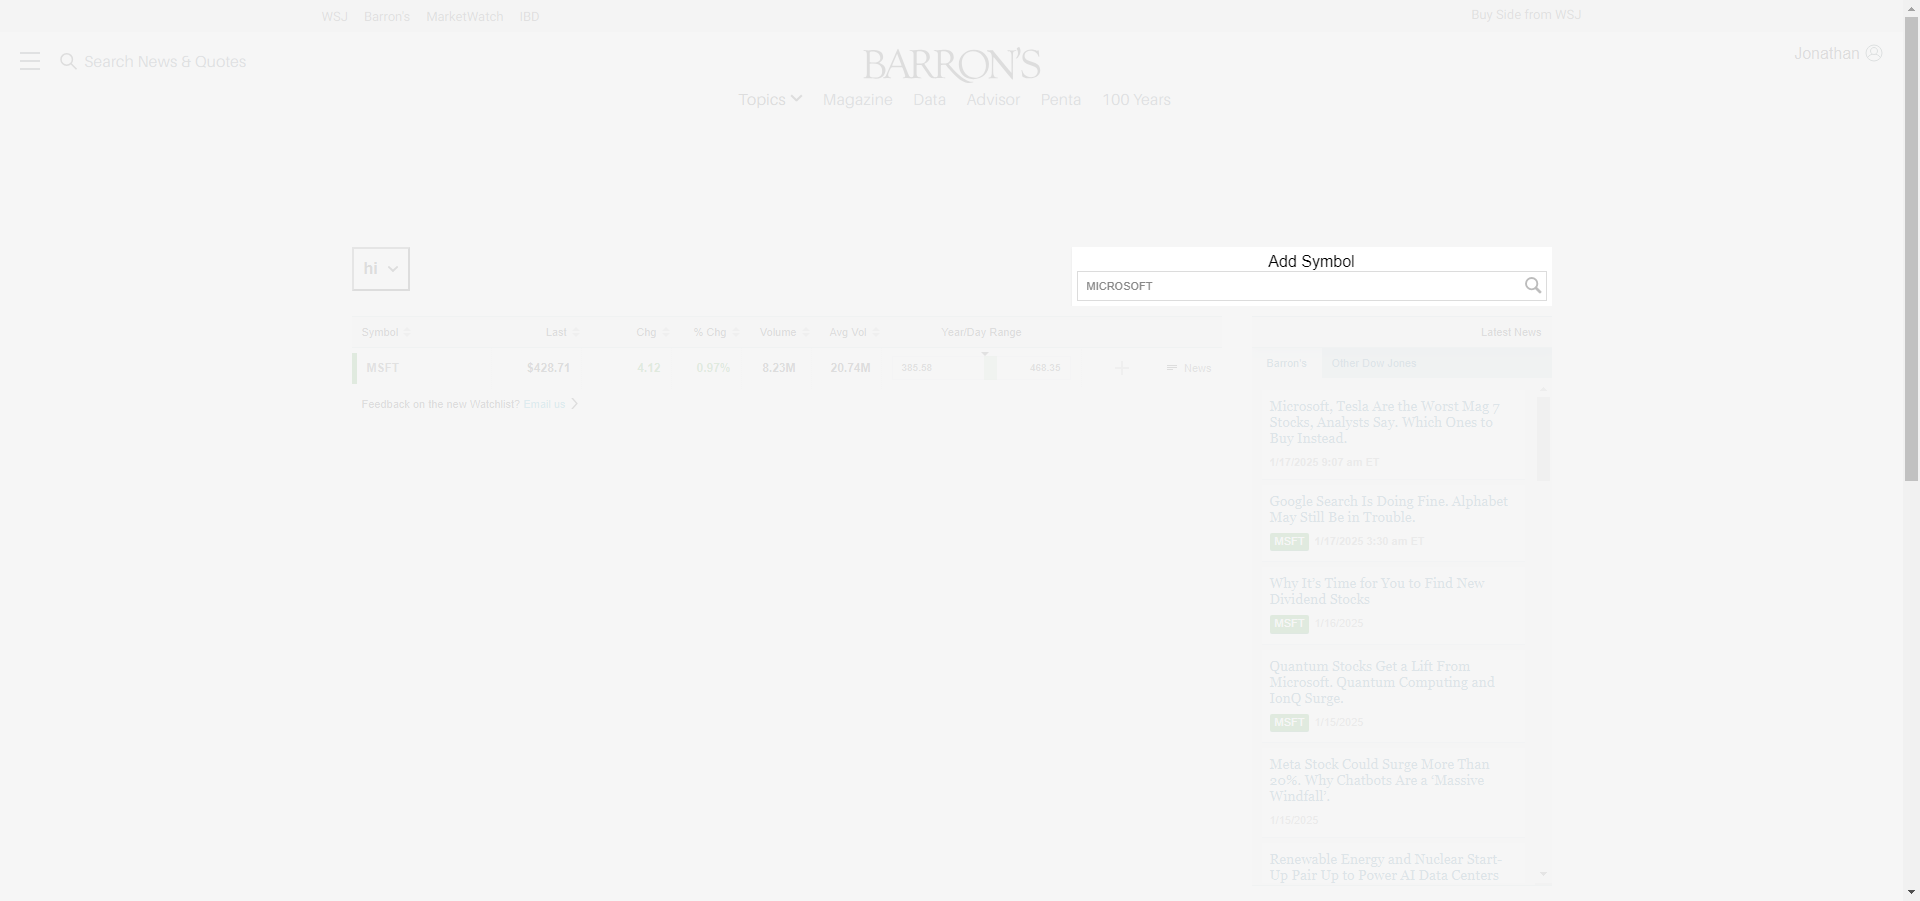 WSJ Barron's MarketWatch IBD
Buy Side from WSJ
Search News & Quotes
BARRON'S
Jonathan
Topics Magazine Data Advisor Penta 100 Years
hi
Add Symbol
MICROSOFT
Symbol Last Chg % Chg Volume Avg Vol Year/Day Range
MSFT $428.71 4.12 0.97% 8.23M 20.74M 385.58 468.35 News
Feedback on the new Watchlist? Email us
Latest News
Barron's Other Dow Jones
Microsoft, Tesla Are the Worst Mag 7
Stocks, Analysts Say. Which Ones to
Buy Instead.
1/17/2025 9:07 am ET
Google Search Is Doing Fine. Alphabet
May Still Be in Trouble.
MSFT 1/17/2025 3:30 am ET
Why It's Time for You to Find New
Dividend Stocks
MSFT 1/16/2025
Quantum Stocks Get a Lift From
Microsoft. Quantum Computing and
IonQ Surge.
MSFT 1/15/2025
Meta Stock Could Surge More Than
20%. Why Chatbots Are a 'Massive
Windfall'.
1/15/2025
Renewable Energy and Nuclear Start-
Up Pair Up to Power AI Data Centers